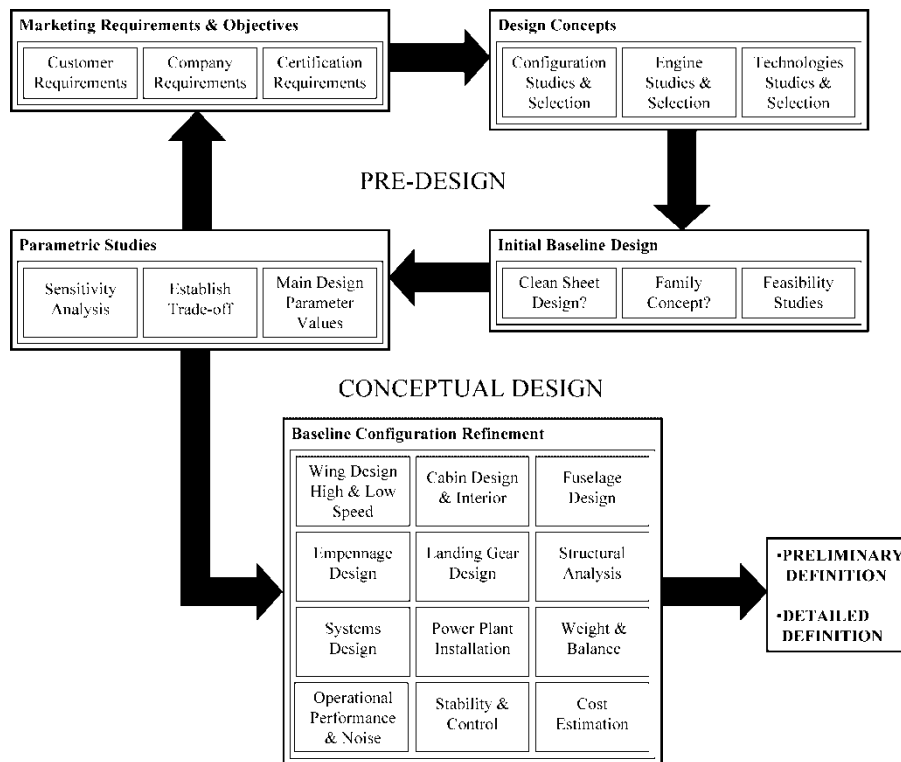 Marketing Requirements & Objectives
Customer
Requirements
Company
Requirements
Certification
Requirements
Design Concepts
Configuration
Studies &
Selection
Engine
Studies &
Selection
Technologies
Studies &
Selection
PRE-DESIGN
Parametric Studies
Sensitivity
Analysis
Establish
Trade-off
Main Design
Parameter
Values
Initial Baseline Design
Clean Sheet
Design?
Family
Concept?
Feasibility
Studies
CONCEPTUAL DESIGN
Baseline Configuration Refinement
Wing Design
High & Low
Speed
Cabin Design
& Interior
Fuselage
Design
Empennage
Design
Landing Gear
Design
Structural
Analysis
Systems
Design
Power Plant
Installation
Weight &
Balance
Operational
Performance
& Noise
Stability &
Control
Cost
Estimation
•PRELIMINARY
DEFINITION
•DETAILED
DEFINITION